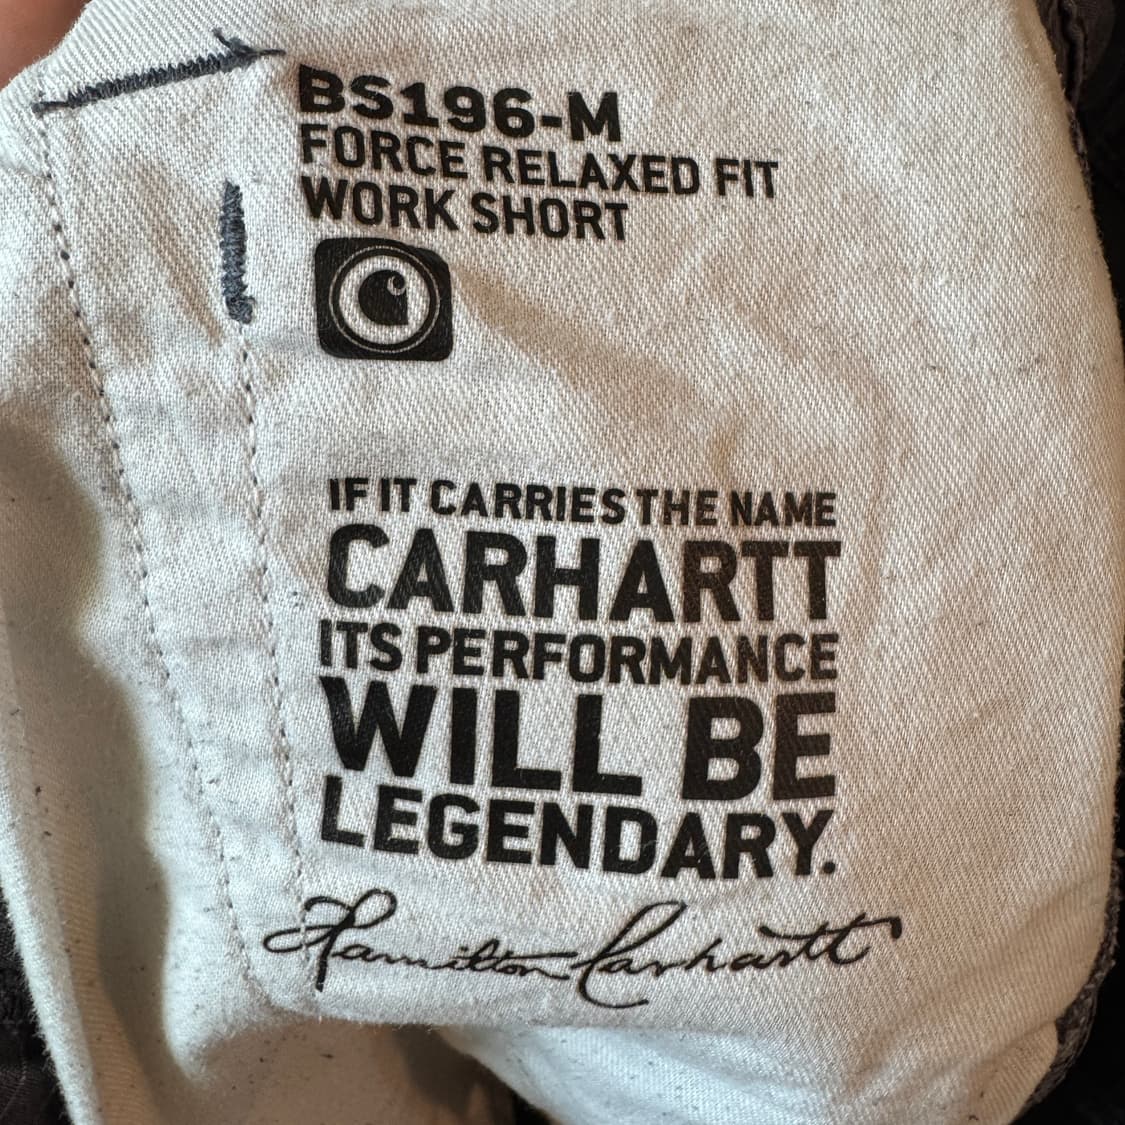 BS196-M
FORCE RELAXED FIT
WORK SHORT
IF IT CARRIES THE NAME
CARHARTT
ITS PERFORMANCE
WILL BE
LEGENDARY.
Hamilton Carhartt